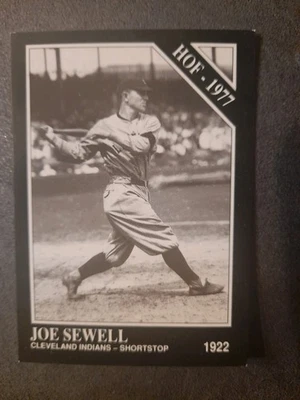 HOF - 1977
JOE SEWELL
CLEVELAND INDIANS – SHORTSTOP 1922